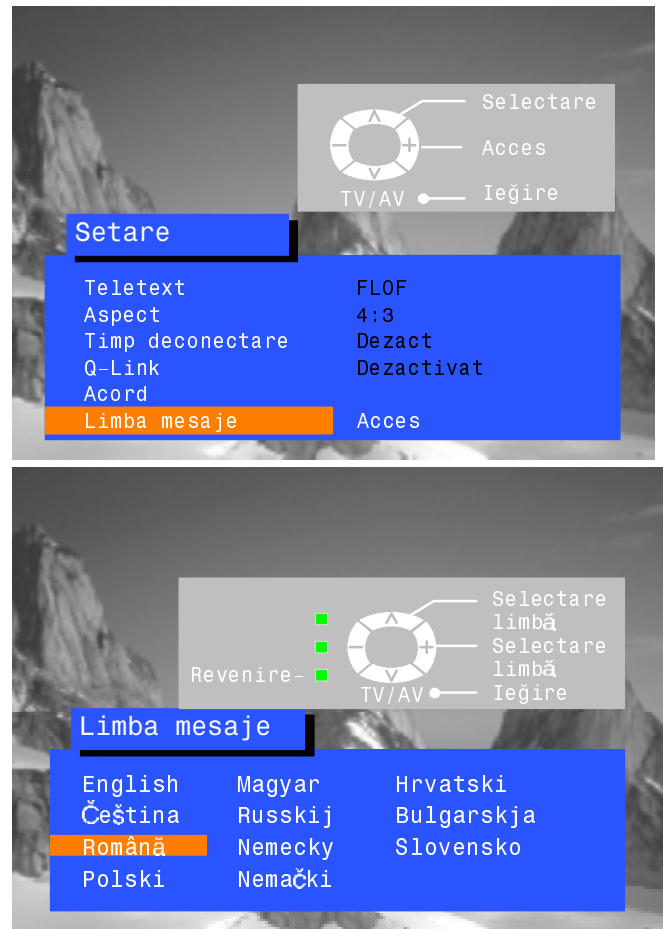 Selectare
Acces
TV/AV Ieğire
Setare
Teletext FLOF
Aspect 4:3
Timp deconectare Dezact
Q-Link Dezactivat
Acord
Limba mesaje Acces
Selectare
limbă
Selectare
limbă
Revenire-
TV/AV Ieğire
Limba mesaje
English Magyar Hrvatski
Čeština Russkij Bulgarskja
Română Nemecky Slovensko
Polski Nemački